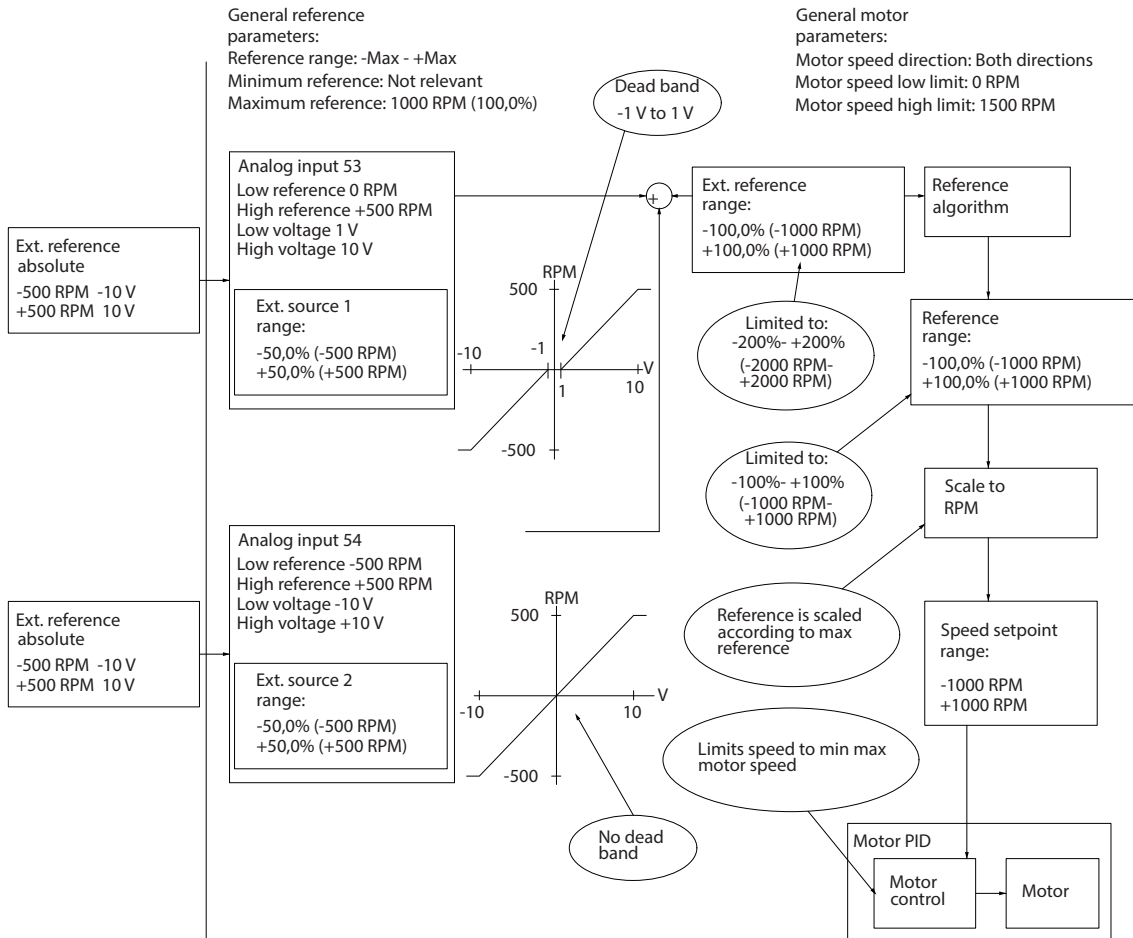 General reference
parameters:
Reference range: -Max - +Max
Minimum reference: Not relevant
Maximum reference: 1000 RPM (100,0%)
General motor
parameters:
Motor speed direction: Both directions
Motor speed low limit: 0 RPM
Motor speed high limit: 1500 RPM
Dead band
-1 V to 1 V
Ext. reference
absolute
-500 RPM -10 V
+500 RPM 10 V
Analog input 53
Low reference 0 RPM
High reference +500 RPM
Low voltage 1 V
High voltage 10 V
Ext. source 1
range:
-50,0% (-500 RPM)
+50,0% (+500 RPM)
RPM
500
-10
-1
V
1
10
-500
+
Ext. reference
range:
-100,0% (-1000 RPM)
+100,0% (+1000 RPM)
Reference
algorithm
Limited to:
-200%- +200%
(-2000 RPM-
+2000 RPM)
Reference
range:
-100,0% (-1000 RPM)
+100,0% (+1000 RPM)
Limited to:
-100%- +100%
(-1000 RPM-
+1000 RPM)
Scale to
RPM
Ext. reference
absolute
-500 RPM -10 V
+500 RPM 10 V
Analog input 54
Low reference -500 RPM
High reference +500 RPM
Low voltage -10 V
High voltage +10 V
Ext. source 2
range:
-50,0% (-500 RPM)
+50,0% (+500 RPM)
RPM
500
V
-10
10
-500
No dead
band
Reference is scaled
according to max
reference
Speed setpoint
range:
-1000 RPM
+1000 RPM
Limits speed to min max
motor speed
Motor PID
Motor
control
Motor